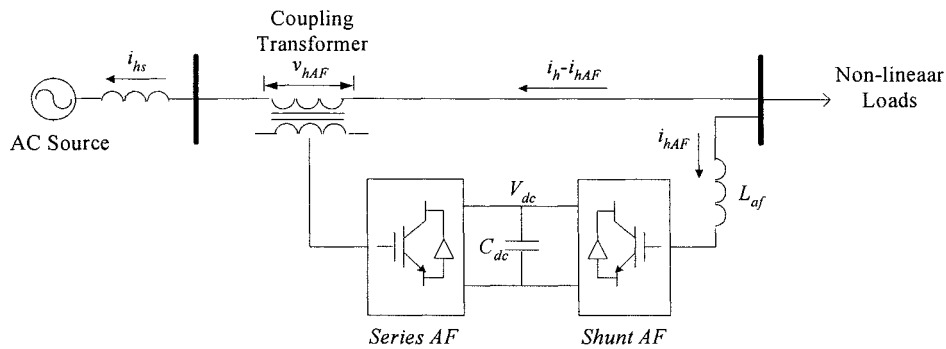 Coupling
Transformer
v_hAF
i_hs
i_h-i_hAF
Non-lineaar
Loads
AC Source
i_hAF
L_af
V_dc
C_dc
Series AF
Shunt AF